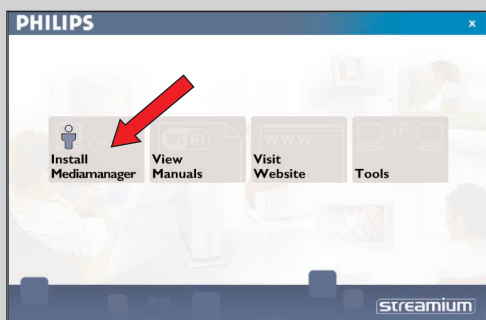 PHILIPS x
WiFi
www
IP
Install
Mediamanager
View
Manuals
Visit
Website
Tools
streamium